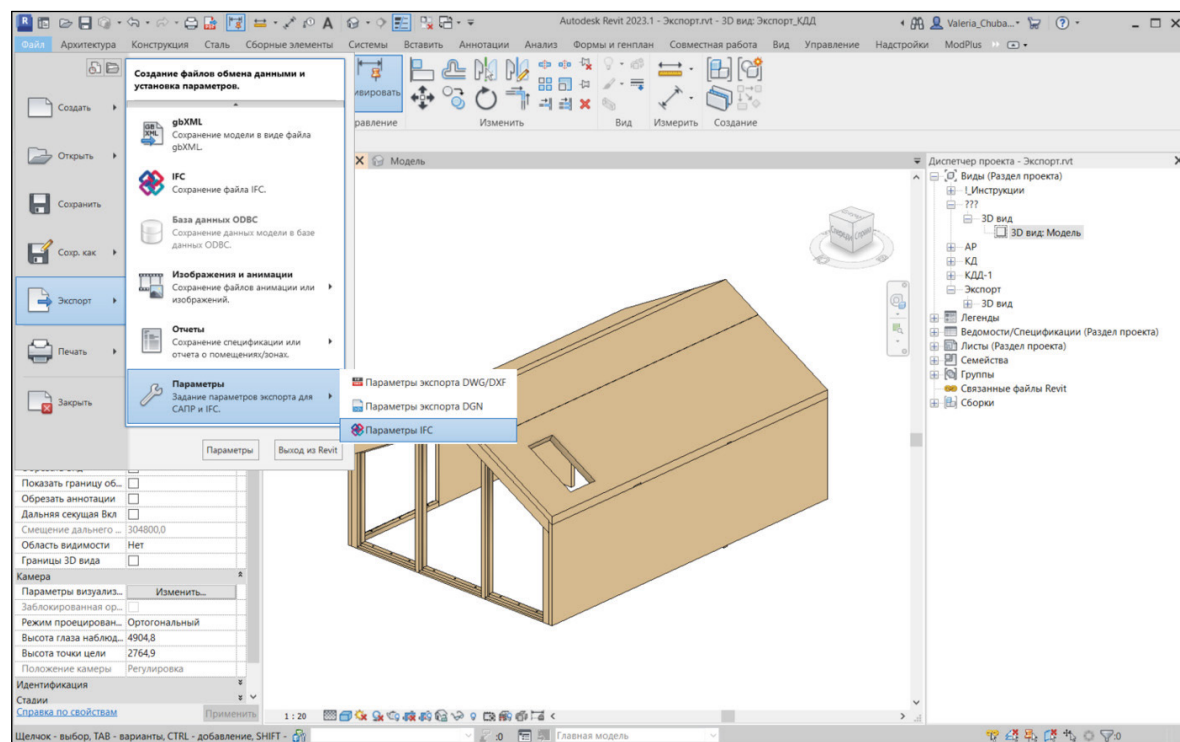 Autodesk Revit 2023.1 - Экспорт.rvt - 3D вид: Экспорт_КДД
Valeria_Chuba...
Файл Архитектура Конструкция Сталь Сборные элементы Системы Вставить Аннотации Анализ Формы и генплан Совместная работа Вид Управление Надстройки ModPlus
Создание файлов обмена данными и
установка параметров.
Создать
Открыть
Сохранить
Сохр. как
Экспорт
Печать
Закрыть
gbXML
Сохранение модели в виде файла
gbXML.
IFC
Сохранение файла IFC.
База данных ODBC
Сохранение данных модели в базе
данных ODBC.
Изображения и анимации
Сохранение файлов анимации или
изображений.
Отчеты
Сохранение спецификации или
отчета о помещениях/зонах.
Параметры
Задание параметров экспорта для
САПР и IFC.
Параметры экспорта DWG/DXF
Параметры экспорта DGN
Параметры IFC
Параметры Выход из Revit
ивировать
равление Изменить Вид Измерить Создание
Модель
Диспетчер проекта - Экспорт.rvt
Виды (Раздел проекта)
!_Инструкции
???
3D вид
3D вид: Модель
АР
КД
КДД-1
Экспорт
3D вид
Легенды
Ведомости/Спецификации (Раздел проекта)
Листы (Раздел проекта)
Семейства
Группы
Связанные файлы Revit
Сборки
Показать границу об...
Обрезать аннотации
Дальняя секущая Вкл
Смещение дальнего ... 304800,0
Область видимости Нет
Границы 3D вида
Камера
Параметры визуализ... Изменить...
Заблокированная ор...
Режим проецирован... Ортогональный
Высота глаза наблюд... 4904,8
Высота точки цели 2764,9
Положение камеры Регулировка
Идентификация
Стадии
Справка по свойствам Применить
1 : 20
Щелчок - выбор, TAB - варианты, CTRL - добавление, SHIFT -
:0
Главная модель
:0